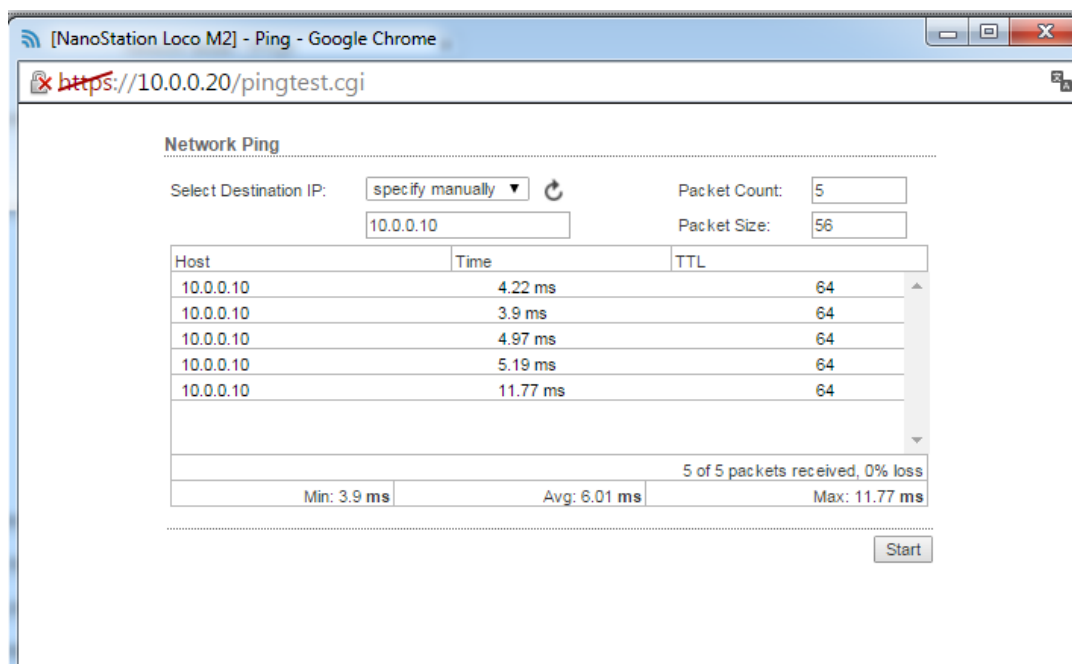 [NanoStation Loco M2] - Ping - Google Chrome
https://10.0.0.20/pingtest.cgi
Network Ping
Select Destination IP: specify manually Packet Count: 5
10.0.0.10 Packet Size: 56
Host Time TTL
10.0.0.10 4.22 ms 64
10.0.0.10 3.9 ms 64
10.0.0.10 4.97 ms 64
10.0.0.10 5.19 ms 64
10.0.0.10 11.77 ms 64
5 of 5 packets received, 0% loss
Min: 3.9 ms Avg: 6.01 ms Max: 11.77 ms
Start